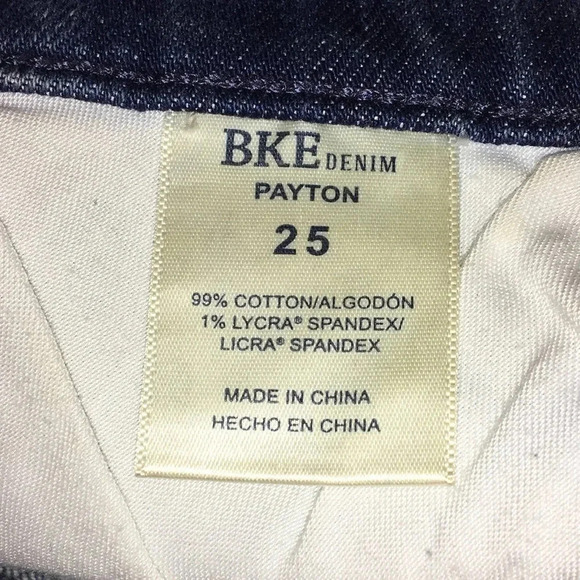 BKE DENIM
PAYTON
25
99% COTTON/ALGODÓN
1% LYCRA® SPANDEX/
LICRA® SPANDEX
MADE IN CHINA
HECHO EN CHINA